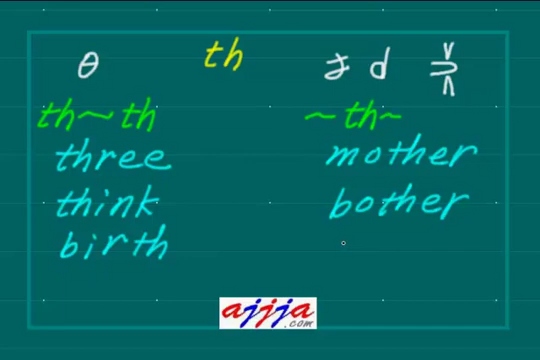 th
θ
th~th
three
think
birth
d
~th~
mother
bother
ajjja.com